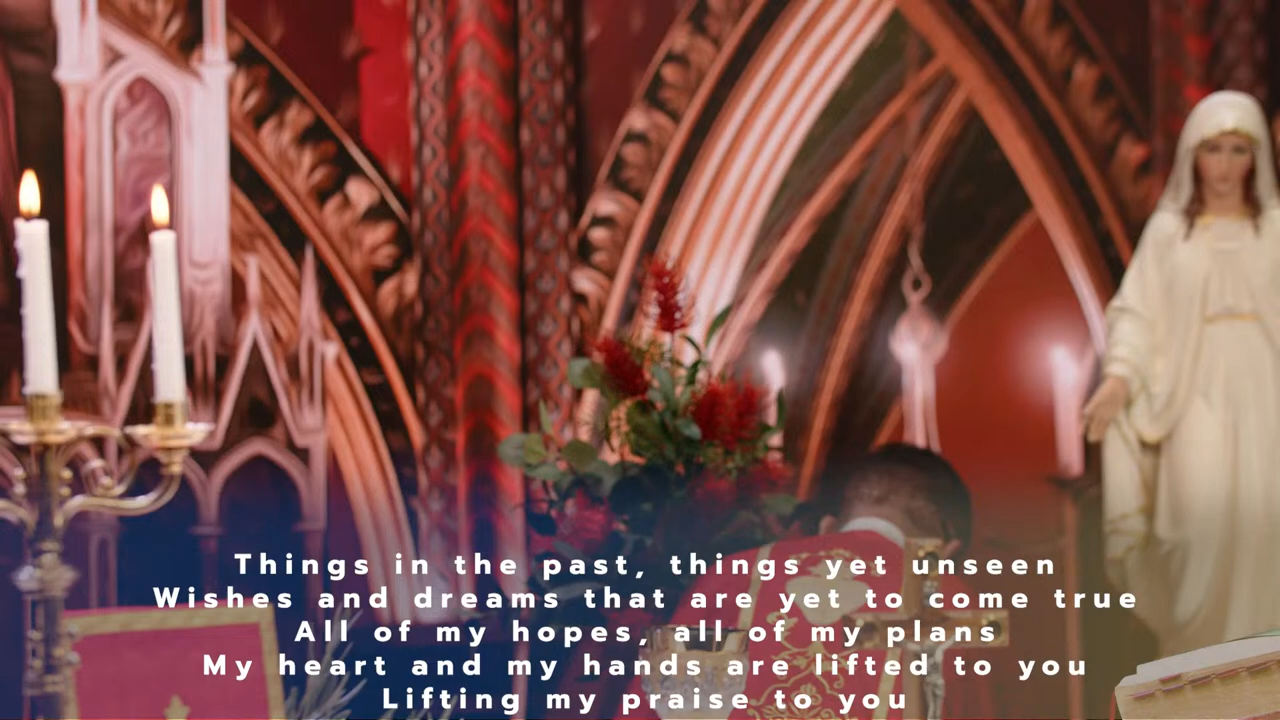 Things in the past, things yet unseen
Wishes and dreams that are yet to come true
All of my hopes, all of my plans
My heart and my hands are lifted to you
Lifting my praise to you